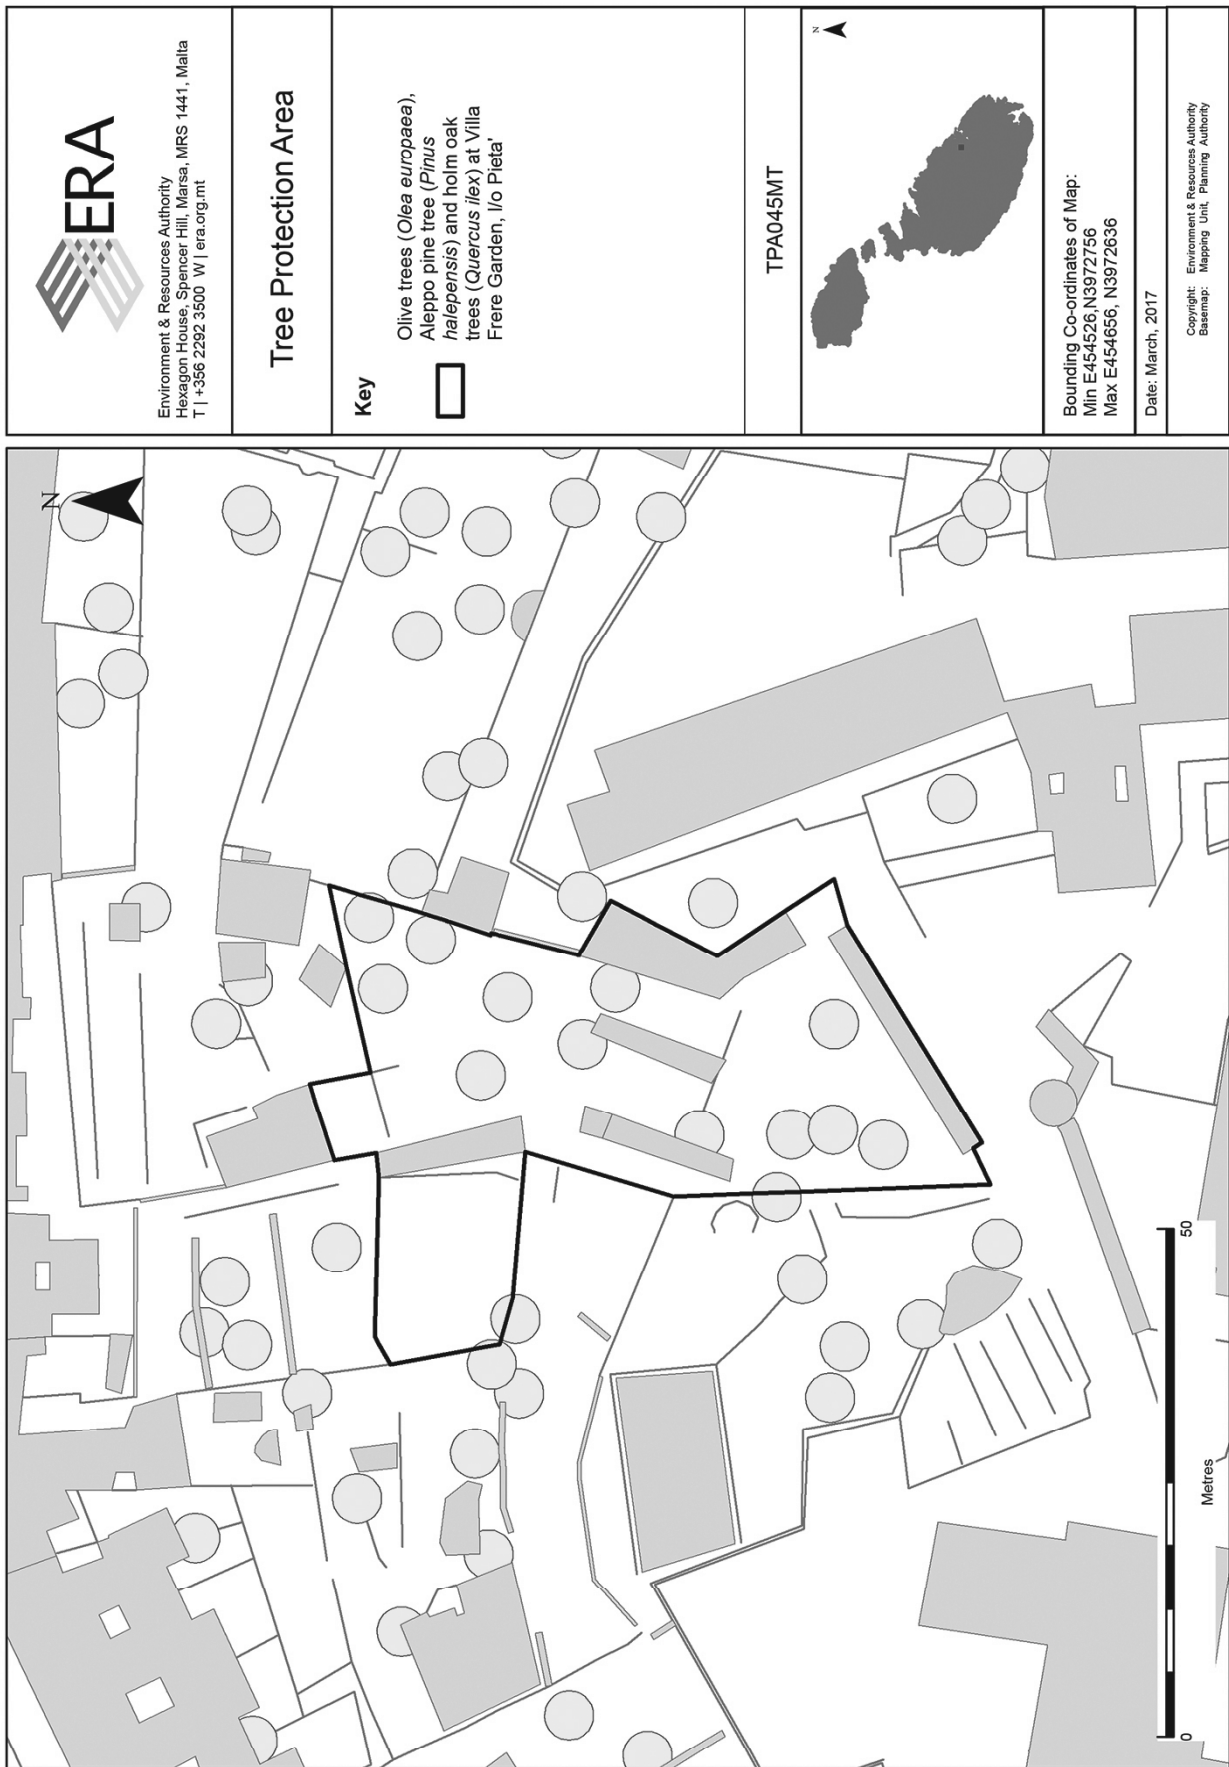 ERA
Environment & Resources Authority
Hexagon House, Spencer Hill, Marsa, MRS 1441, Malta
T | +356 2292 3500 W | era.org.mt
Tree Protection Area
Key
Olive trees (Olea europaea),
Aleppo pine tree (Pinus
halepensis) and holm oak
trees (Quercus ilex) at Villa
Frere Garden, l/o Pieta'
TPA045MT
N
Bounding Co-ordinates of Map:
Min E454526,N3972756
Max E454656, N3972636
Date: March, 2017
Copyright: Environment & Resources Authority
Basemap: Mapping Unit, Planning Authority
N
0
50
Metres